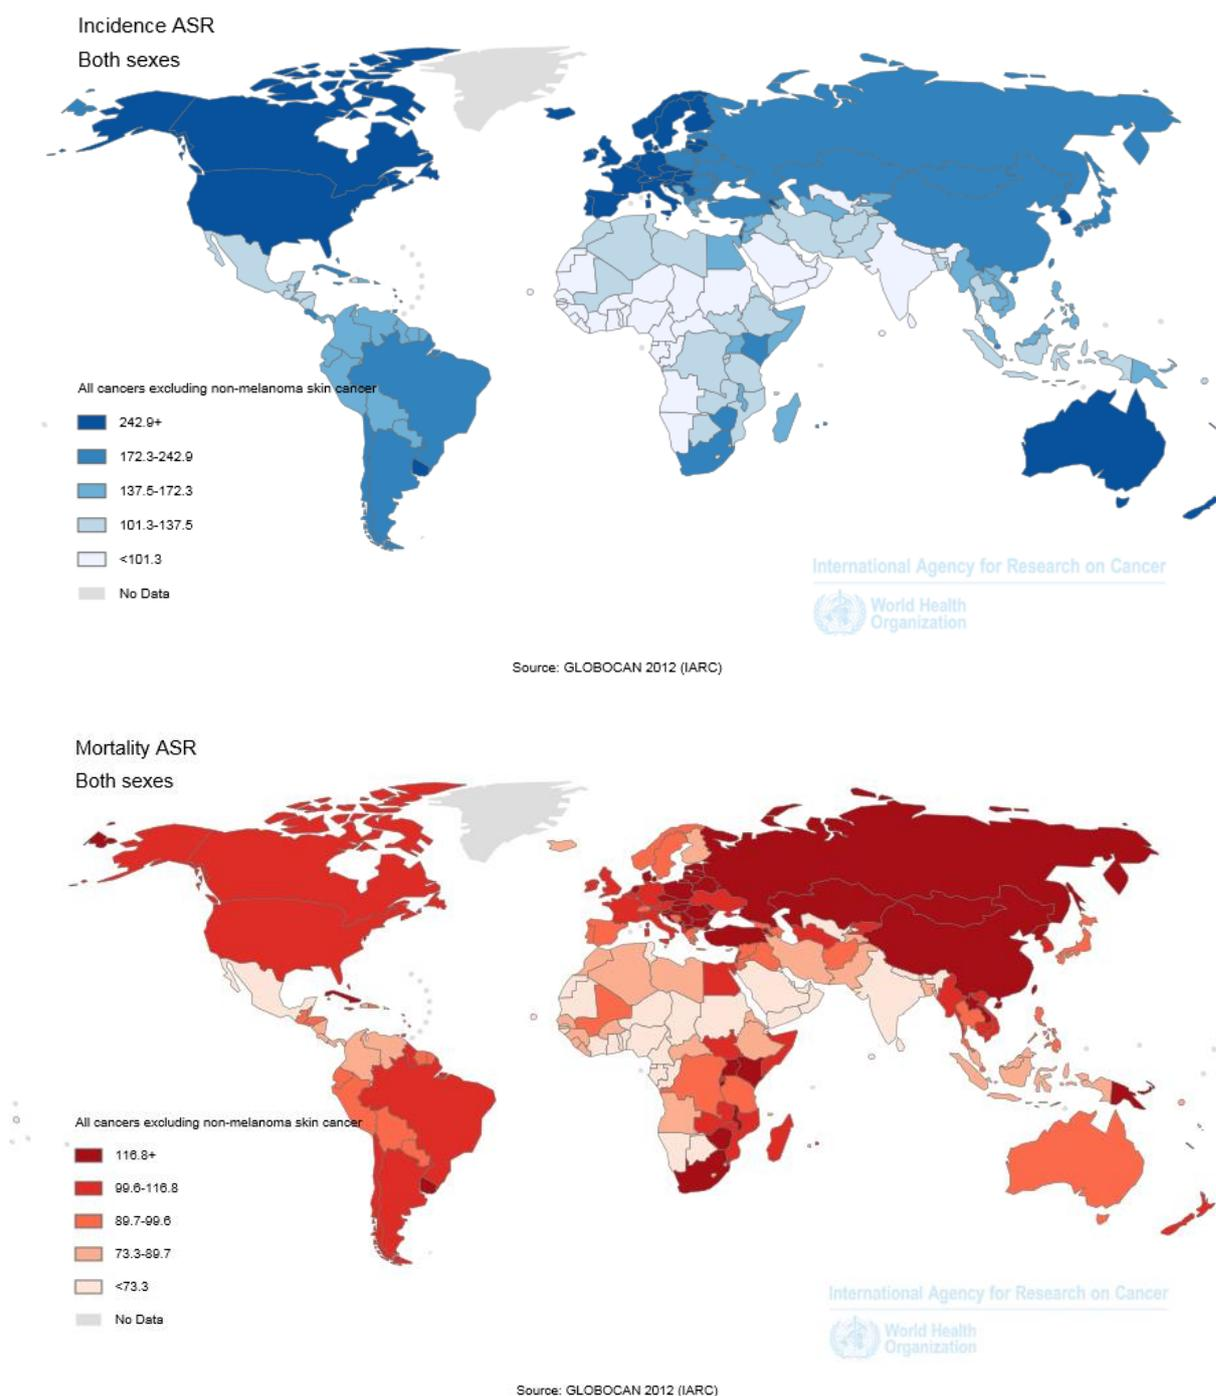 Incidence ASR
Both sexes
All cancers excluding non-melanoma skin cancer
242.9+
172.3-242.9
137.5-172.3
101.3-137.5
<101.3
No Data
International Agency for Research on Cancer
World Health
Organization
Source: GLOBOCAN 2012 (IARC)
Mortality ASR
Both sexes
All cancers excluding non-melanoma skin cancer
116.8+
99.6-116.8
89.7-99.6
73.3-89.7
<73.3
No Data
International Agency for Research on Cancer
World Health
Organization
Source: GLOBOCAN 2012 (IARC)